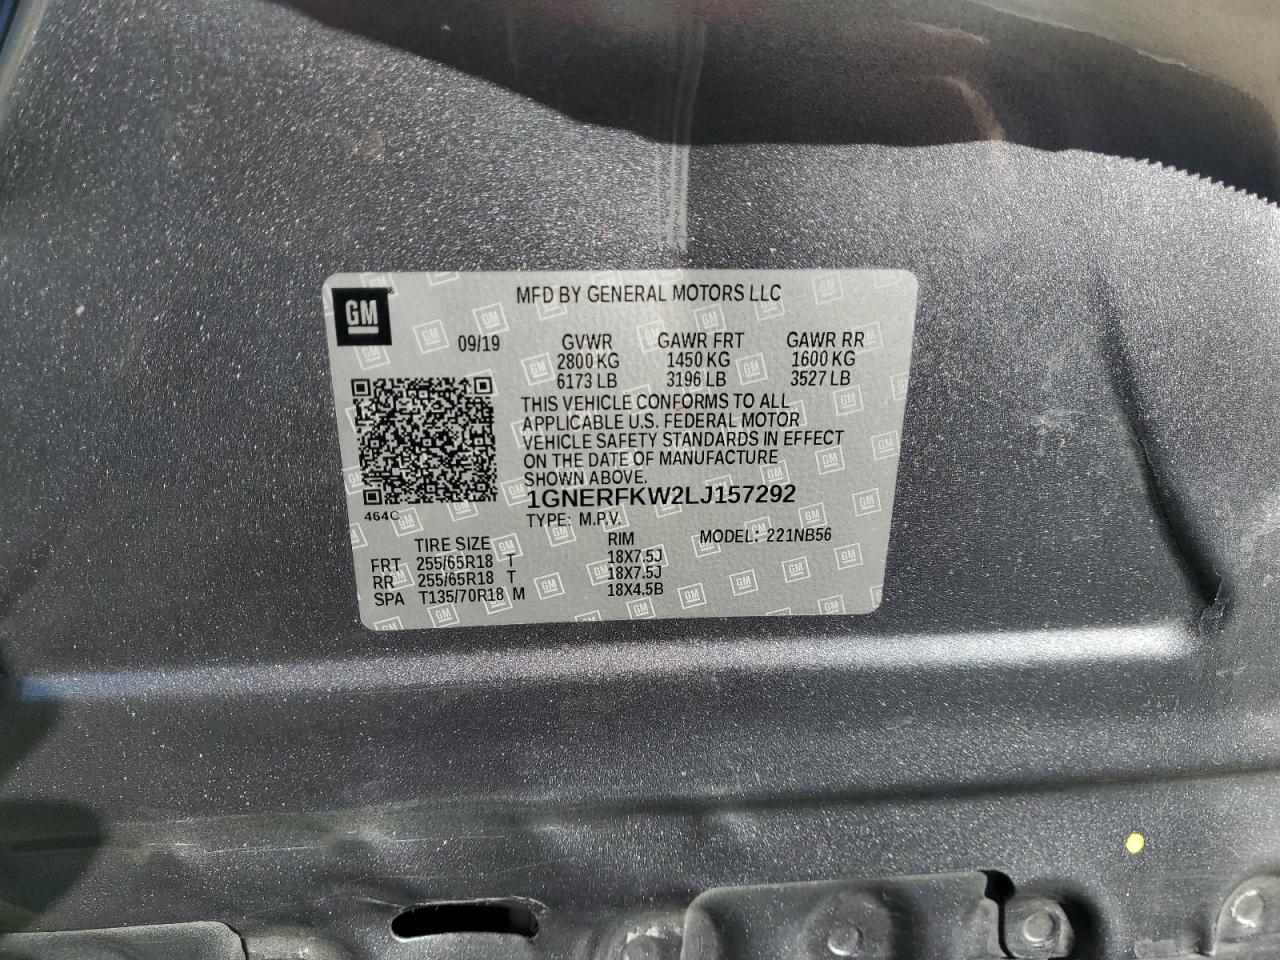 GM
MFD BY GENERAL MOTORS LLC
09/19 GVWR GAWR FRT GAWR RR
2800 KG 1450 KG 1600 KG
6173 LB 3196 LB 3527 LB
THIS VEHICLE CONFORMS TO ALL
APPLICABLE U.S. FEDERAL MOTOR
VEHICLE SAFETY STANDARDS IN EFFECT
ON THE DATE OF MANUFACTURE
SHOWN ABOVE.
1GNERFKW2LJ157292
464C
TYPE: M.P.V. MODEL: 221NB56
TIRE SIZE RIM
FRT 255/65R18 T 18X7.5J
RR 255/65R18 T 18X7.5J
SPA T135/70R18 M 18X4.5B